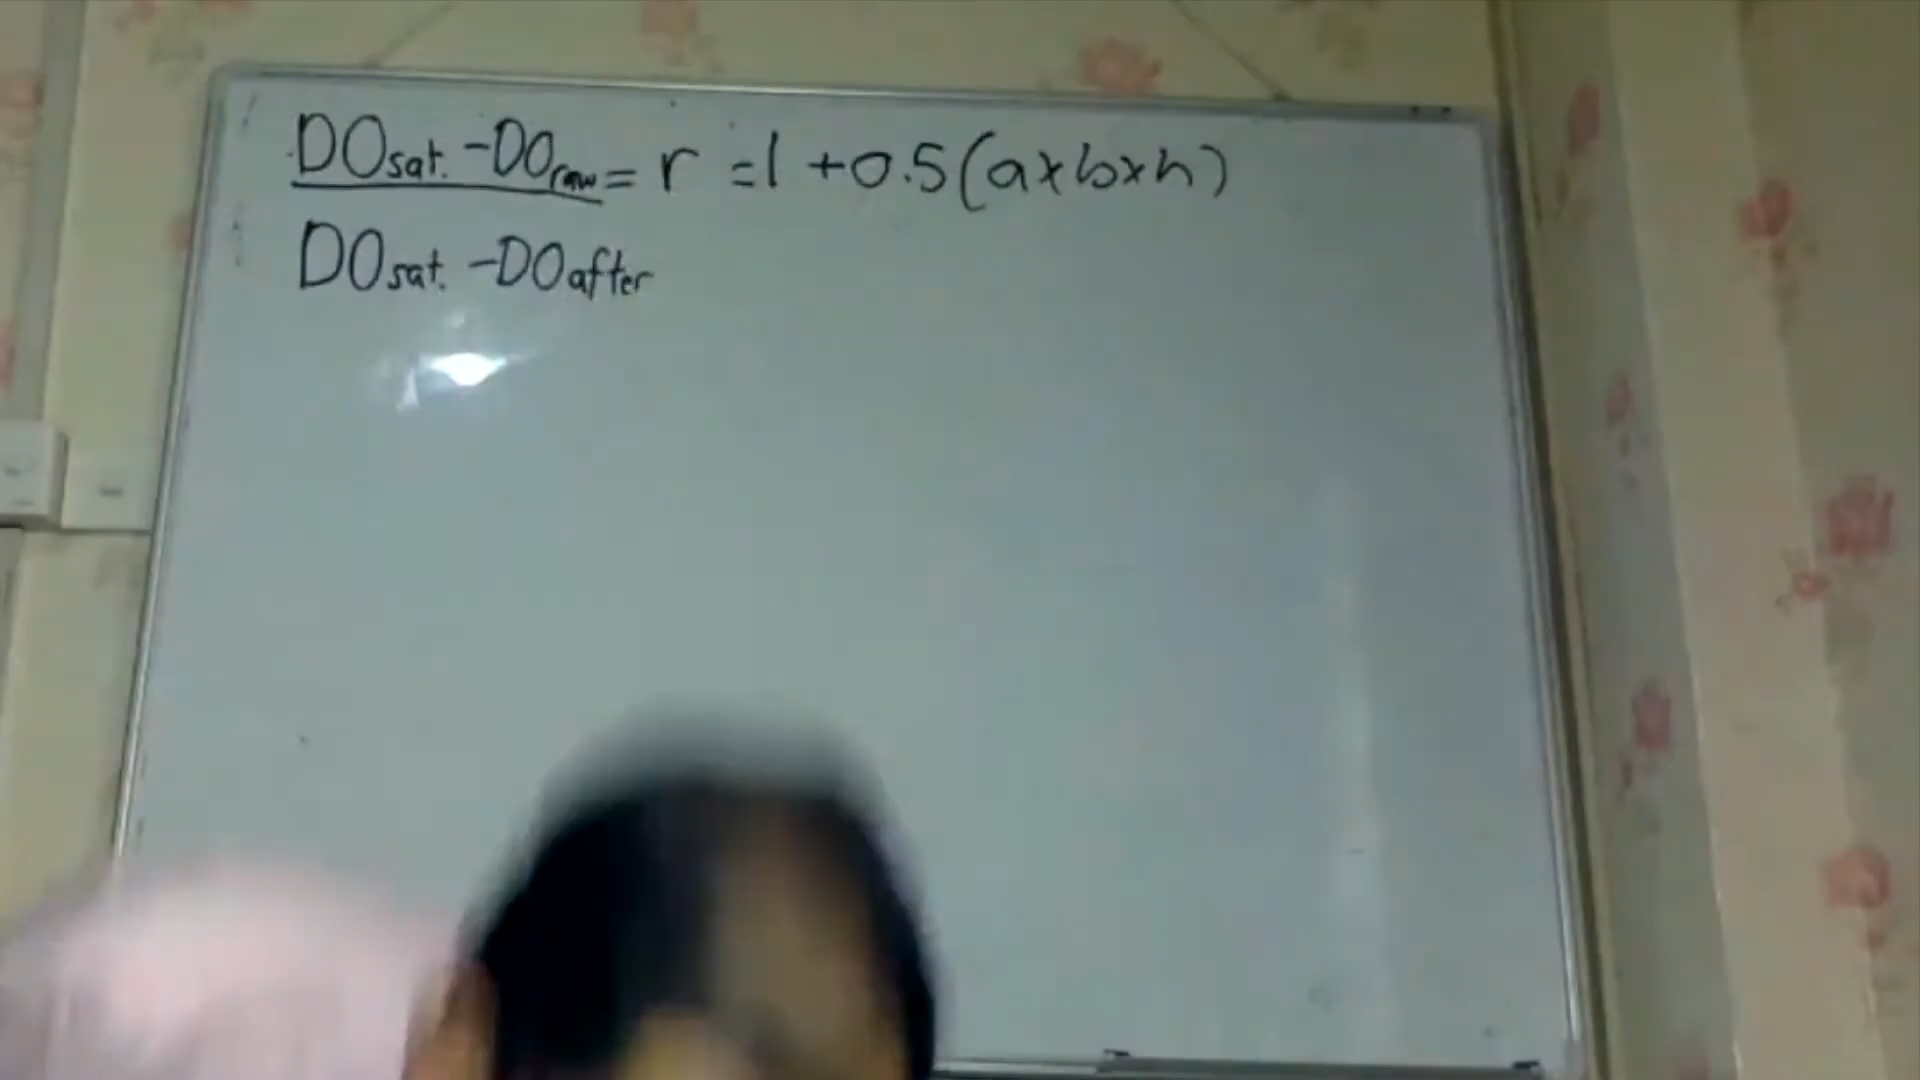 DOsat. -DOraw = r = 1 + 0.5(a×b×h)
DOsat. -DOafter